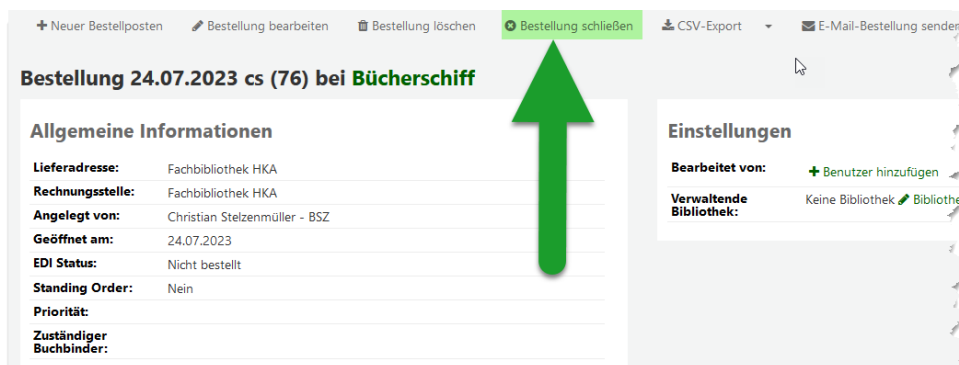 Neuer Bestellposten Bestellung bearbeiten Bestellung löschen Bestellung schließen CSV-Export E-Mail-Bestellung senden
Bestellung 24.07.2023 cs (76) bei Bücherschiff
Allgemeine Informationen
Lieferadresse: Fachbibliothek HKA
Rechnungsstelle: Fachbibliothek HKA
Angelegt von: Christian Stelzenmüller - BSZ
Geöffnet am: 24.07.2023
EDI Status: Nicht bestellt
Standing Order: Nein
Priorität:
Zuständiger
Buchbinder:
Einstellungen
Bearbeitet von: Benutzer hinzufügen
Verwaltende
Bibliothek: Keine Bibliothek